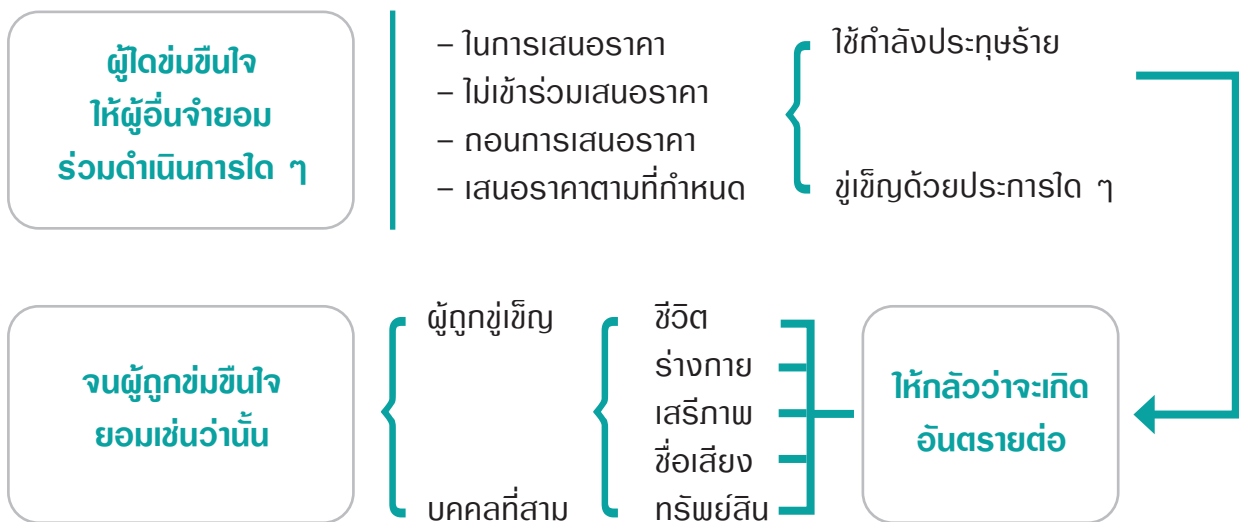 ผู้ใดข่มขืนใจ
ให้ผู้อื่นจำยอม
ร่วมดำเนินการใด ๆ
– ในการเสนอราคา
– ไม่เข้าร่วมเสนอราคา
– ถอนการเสนอราคา
– เสนอราคาตามที่กำหนด
ใช้กำลังประทุษร้าย
ขู่เข็ญด้วยประการใด ๆ
ให้กลัวว่าจะเกิด
อันตรายต่อ
ชีวิต
ร่างกาย
เสรีภาพ
ชื่อเสียง
ทรัพย์สิน
ผู้ถูกขู่เข็ญ
บุคคลที่สาม
จนผู้ถูกข่มขืนใจ
ยอมเช่นว่านั้น